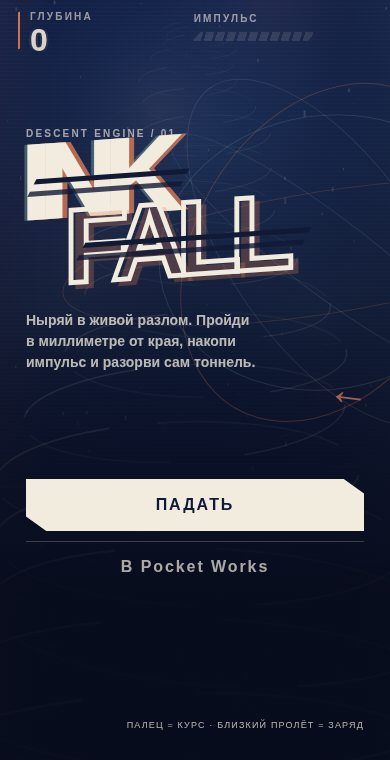 ГЛУБИНА
ИМПУЛЬС
0
DESCENT ENGINE / 01
NK
FALL
Ныряй в живой разлом. Пройди
в миллиметре от края, накопи
импульс и разорви сам тоннель.
←
ПАДАТЬ
В Pocket Works
ПАЛЕЦ = КУРС · БЛИЗКИЙ ПРОЛЁТ = ЗАРЯД